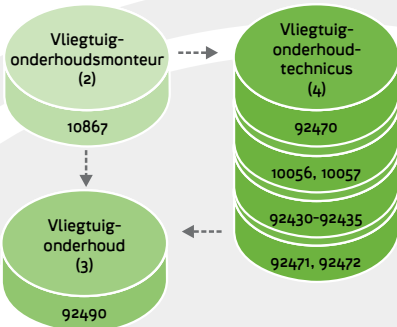 Vliegtuig-
onderhoudsmonteur
(2)
10867
Vliegtuig-
onderhoud-
technicus
(4)
92470
10056, 10057
92430-92435
92471, 92472
Vliegtuig-
onderhoud
(3)
92490